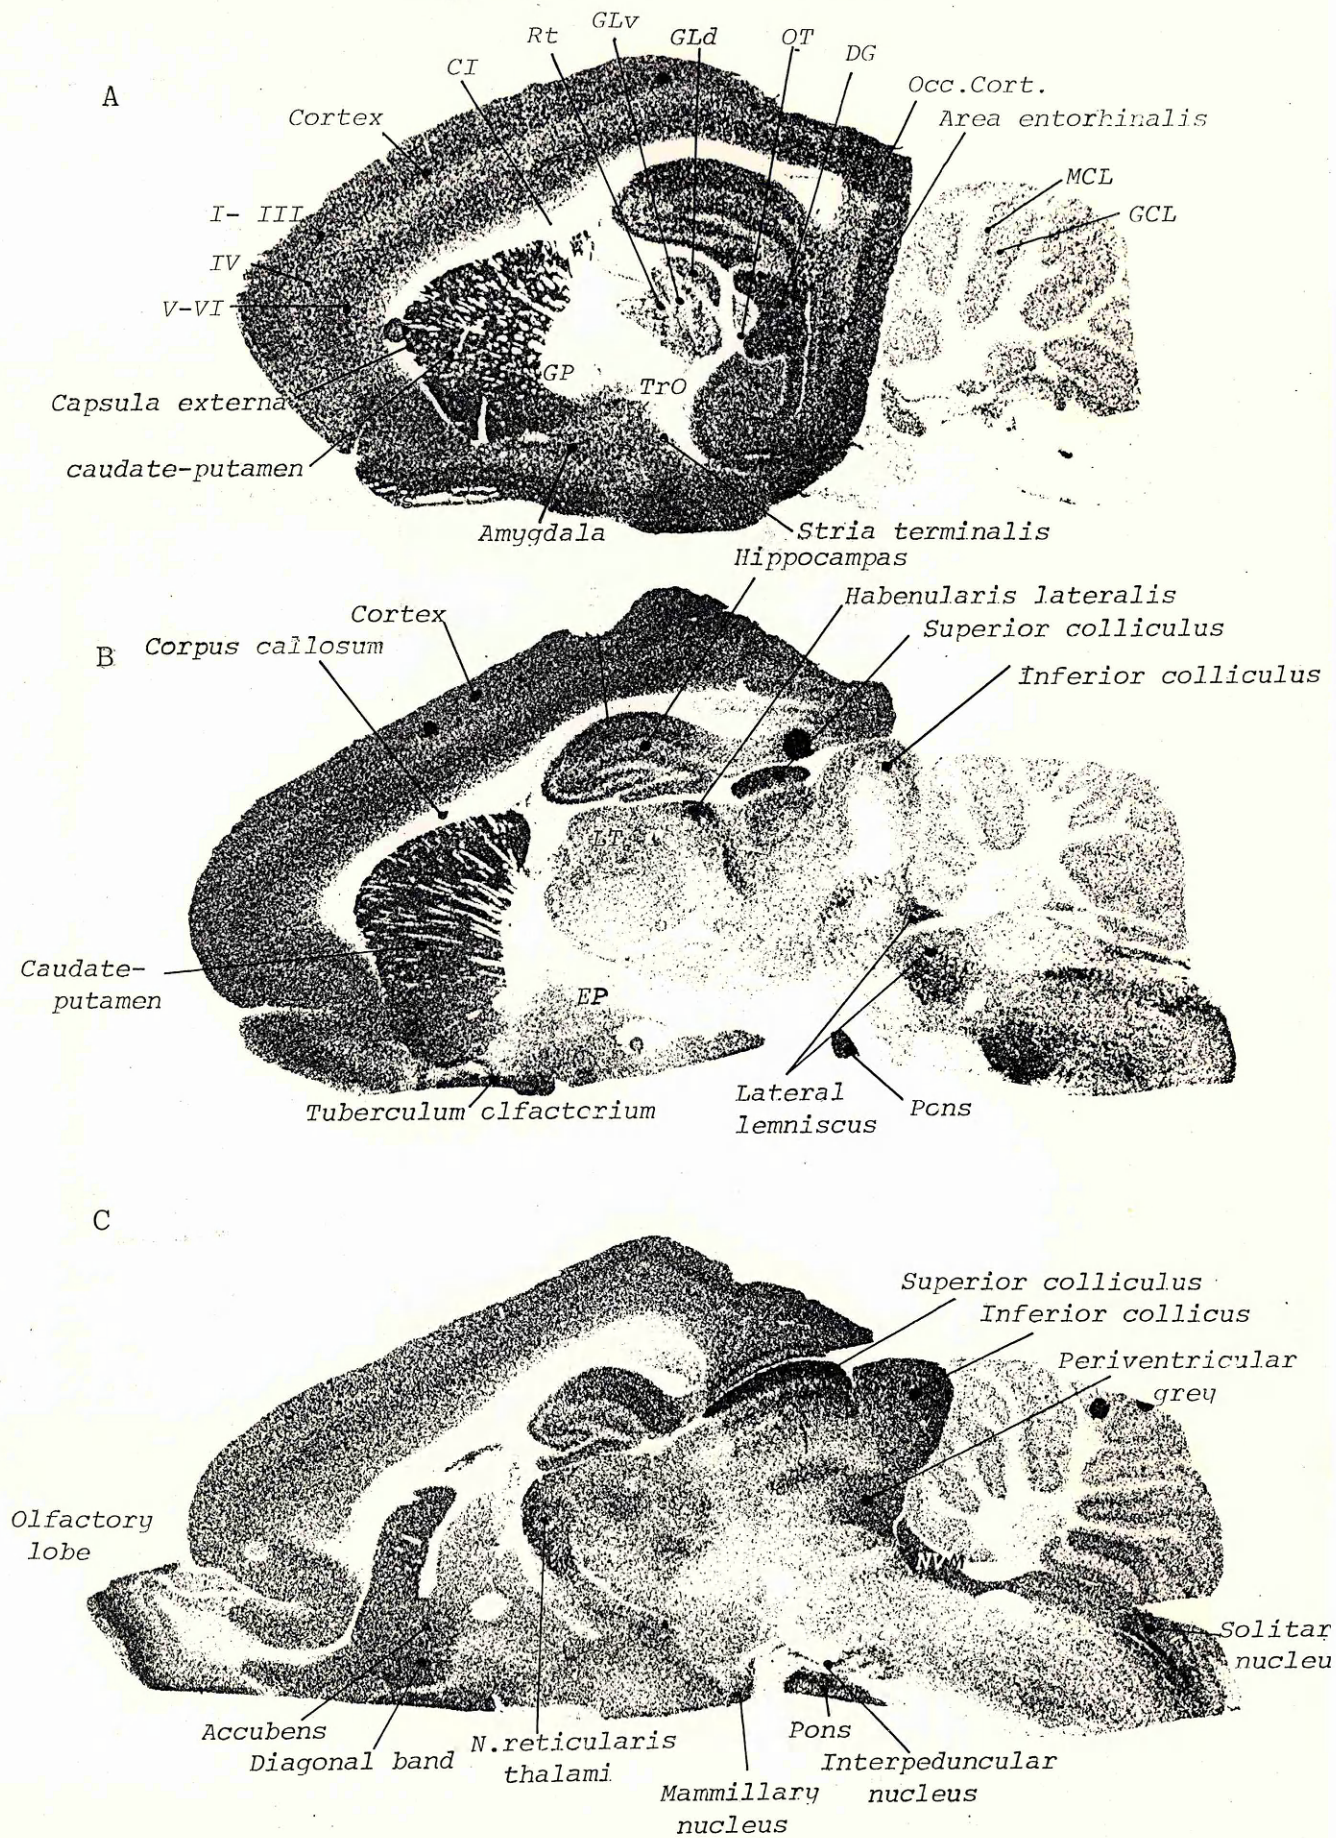 A
CI
Rt
GLv
GLd
OT
DG
Occ.Cort.
Area entorhinalis
Cortex
MCL
GCL
I- III
IV
V-VI
GP
TrO
Capsula externa
caudate-putamen
Amygdala
Stria terminalis
Hippocampas
B
Cortex
Corpus callosum
Habenularis lateralis
Superior colliculus
Inferior colliculus
LT
Caudate-
putamen
EP
Tuberculum olfactorium
Lateral
lemniscus
Pons
C
Superior colliculus
Inferior collicus
Periventricular
grey
Olfactory
lobe
NVM
Solitar
nucleu
Accubens
Diagonal band
N.reticularis
thalami
Mammillary
nucleus
Pons
Interpeduncular
nucleus